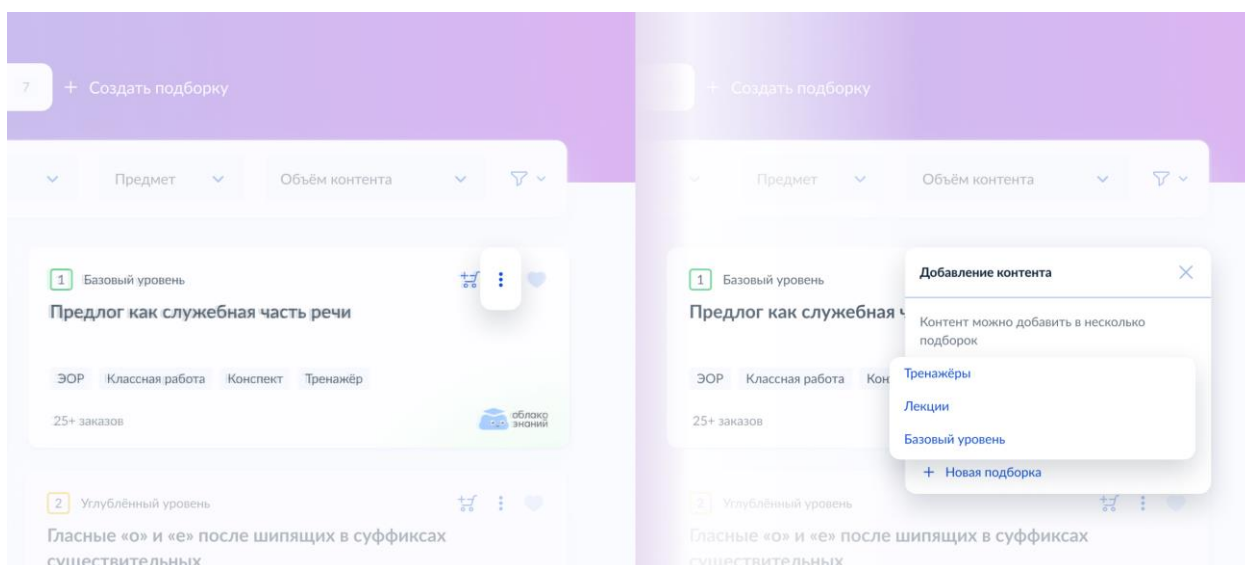 7
+ Создать подборку
Предмет
Объём контента
1 Базовый уровень
Предлог как служебная часть речи
ЭОР Классная работа Конспект Тренажёр
25+ заказов
облако
знаний
2 Углублённый уровень
Гласные «о» и «е» после шипящих в суффиксах
существительных
+ Создать подборку
Предмет
Объём контента
1 Базовый уровень
Предлог как служебная ч
ЭОР Классная работа Кон
25+ заказов
Добавление контента
Контент можно добавить в несколько
подборок
Тренажёры
Лекции
Базовый уровень
+ Новая подборка
2 Углублённый уровень
Гласные «о» и «е» после шипящих в суффиксах
существительных